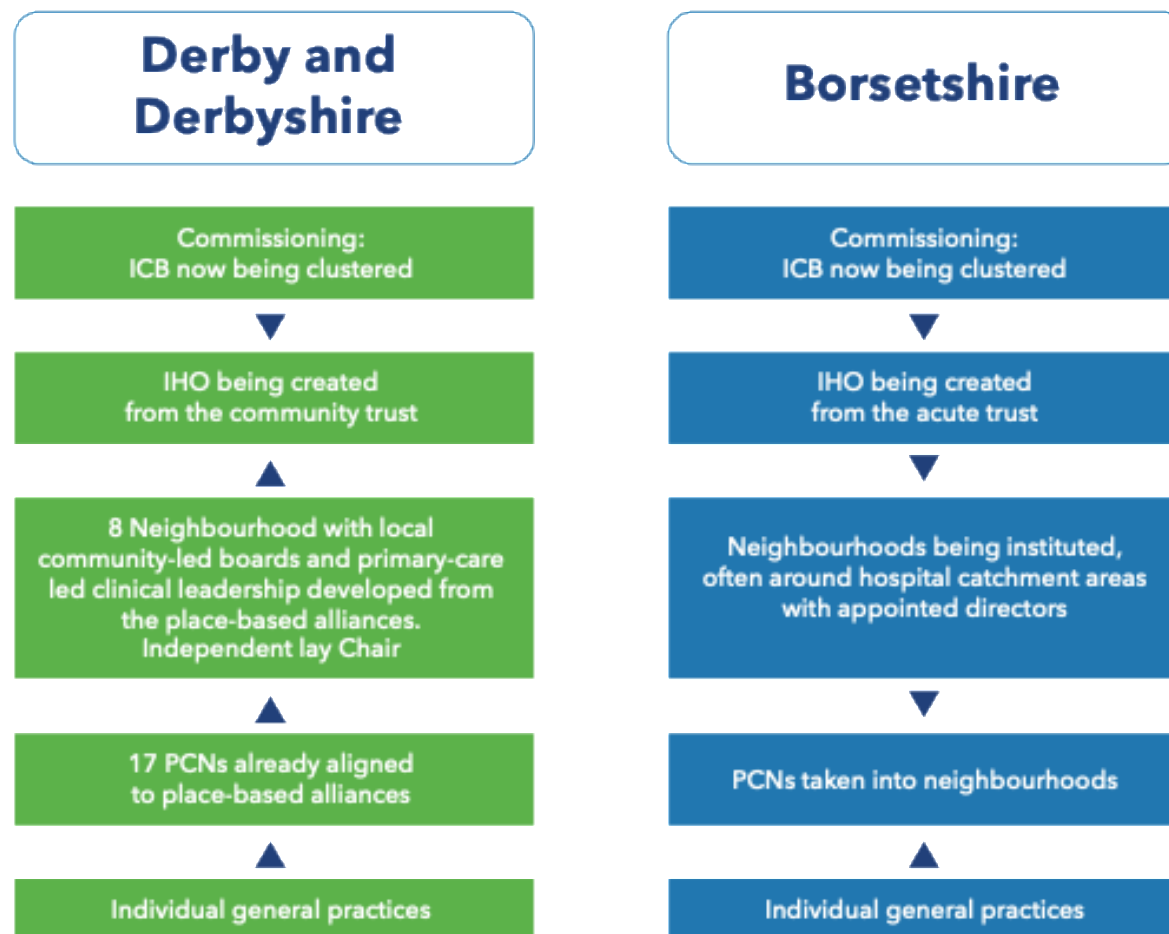 Derby and
Derbyshire
Commissioning:
ICB now being clustered
IHO being created
from the community trust
8 Neighbourhood with local
community-led boards and primary-care
led clinical leadership developed from
the place-based alliances.
Independent lay Chair
17 PCNs already aligned
to place-based alliances
Individual general practices
Borsetshire
Commissioning:
ICB now being clustered
IHO being created
from the acute trust
Neighbourhoods being instituted,
often around hospital catchment areas
with appointed directors
PCNs taken into neighbourhoods
Individual general practices